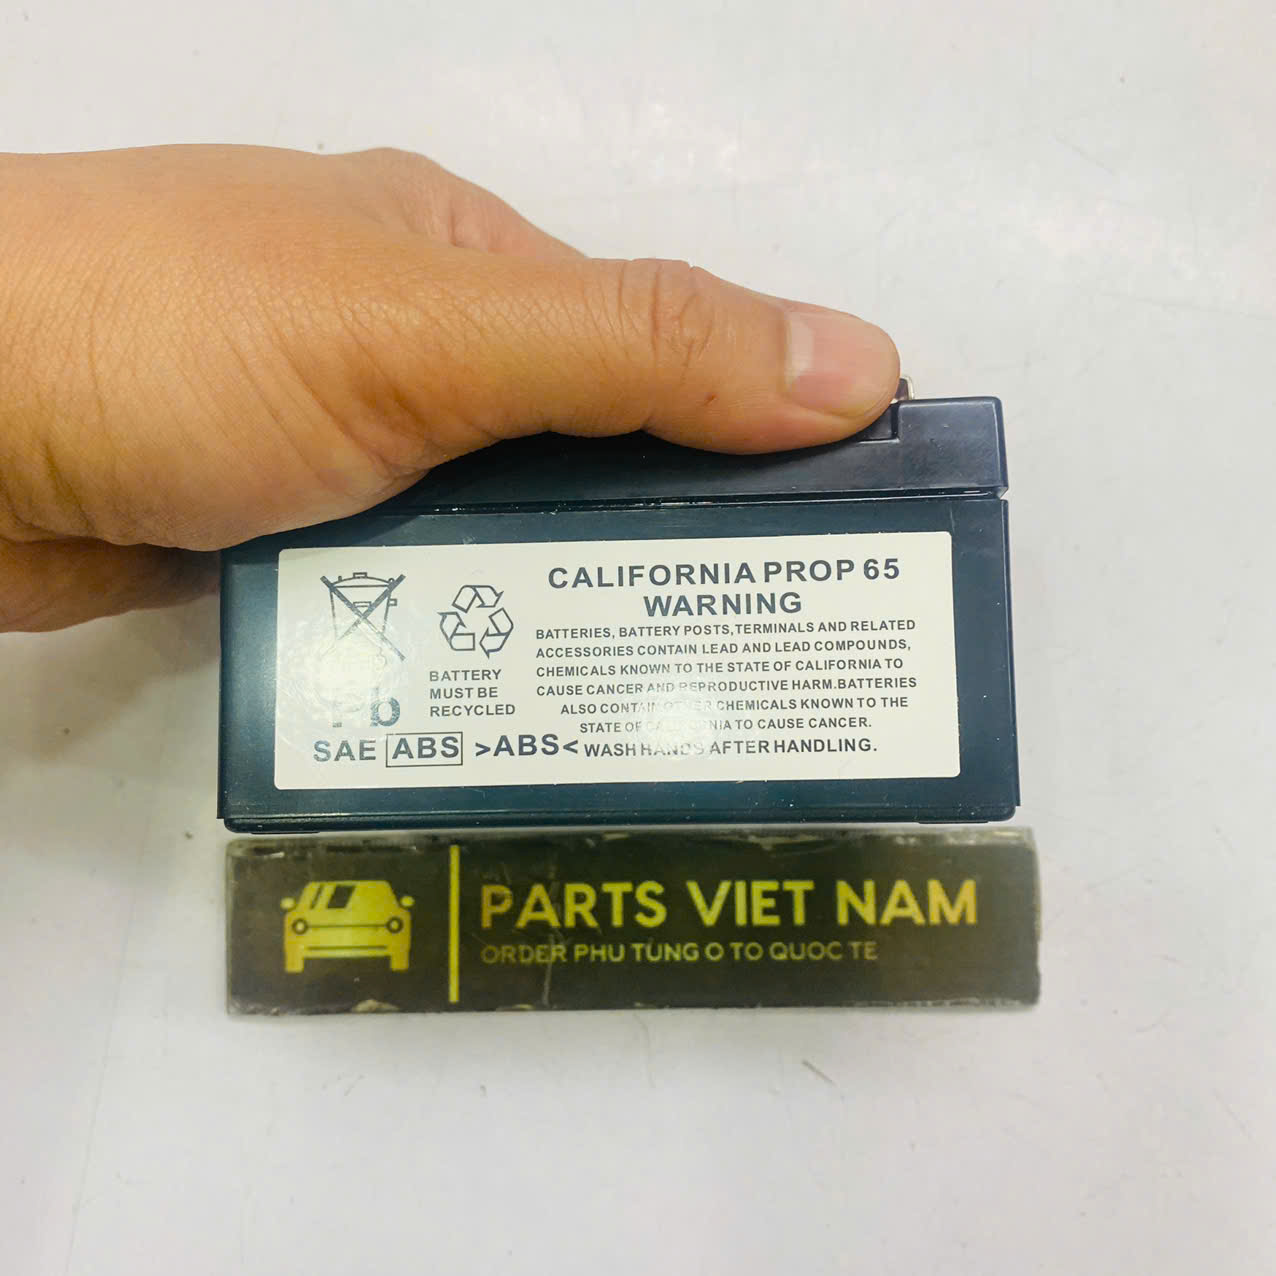 CALIFORNIA PROP 65
WARNING
BATTERIES, BATTERY POSTS, TERMINALS AND RELATED
ACCESSORIES CONTAIN LEAD AND LEAD COMPOUNDS,
CHEMICALS KNOWN TO THE STATE OF CALIFORNIA TO
CAUSE CANCER AND REPRODUCTIVE HARM.BATTERIES
ALSO CONTAIN OTHER CHEMICALS KNOWN TO THE
STATE OF CALIFORNIA TO CAUSE CANCER.
WASH HANDS AFTER HANDLING.
BATTERY
MUST BE
RECYCLED
Pb
SAE ABS >ABS<
PARTS VIET NAM
ORDER PHU TUNG O TO QUOC TE